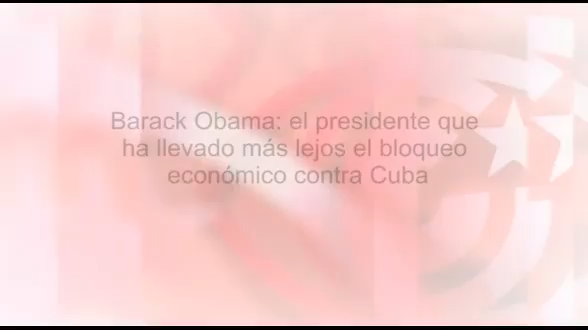 Barack Obama: el presidente que
ha llevado más lejos el bloqueo
económico contra Cuba